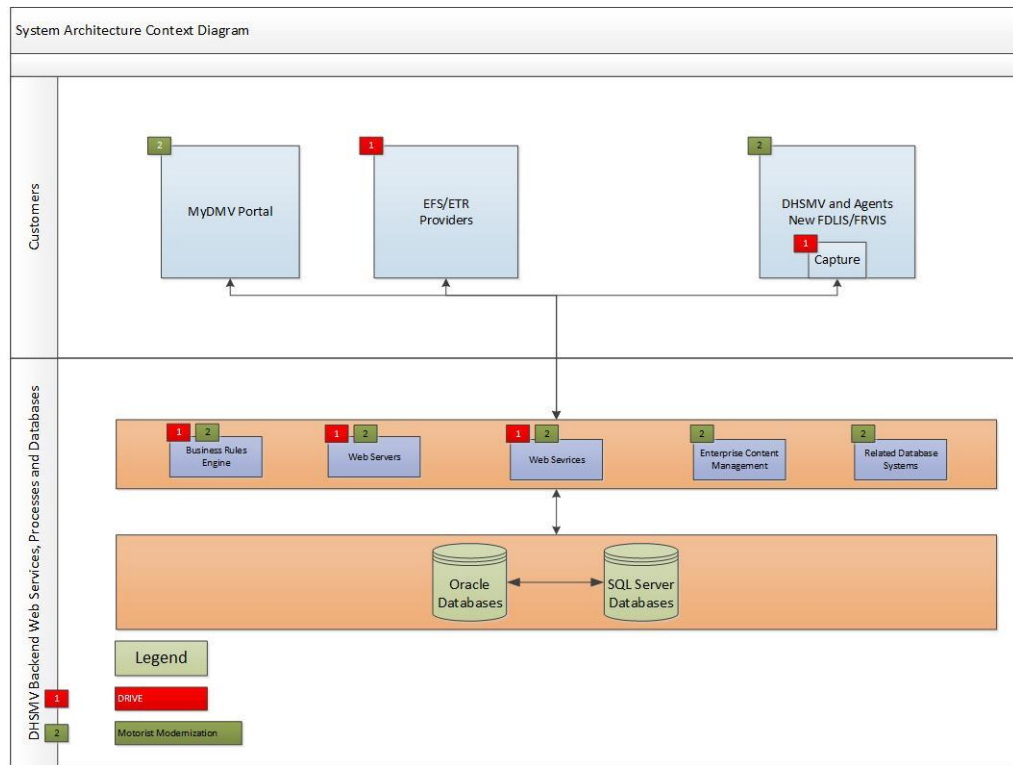 System Architecture Context Diagram
Customers
2
MyDMV Portal
1
EFS/ETR
Providers
2
DHSMV and Agents
New FDLIS/FRVIS
1
Capture
DHSMV Backend Web Services, Processes and Databases
1 2
Business Rules
Engine
1 2
Web Servers
1 2
Web Sevrices
2
Enterprise Content
Management
2
Related Database
Systems
Oracle
Databases
SQL Server
Databases
Legend
1 DRIVE
2 Motorist Modernization